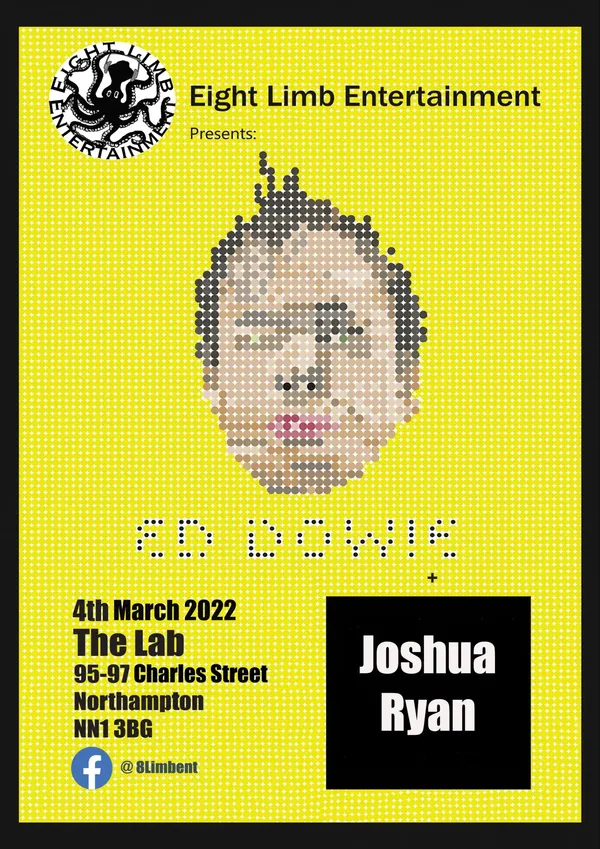 EIGHT LIMB
ENTERTAINMENT
Eight Limb Entertainment
Presents:
ED DOWIE
+
4th March 2022
The Lab
95-97 Charles Street
Northampton
NN1 3BG
f
@ 8Limbent
Joshua
Ryan